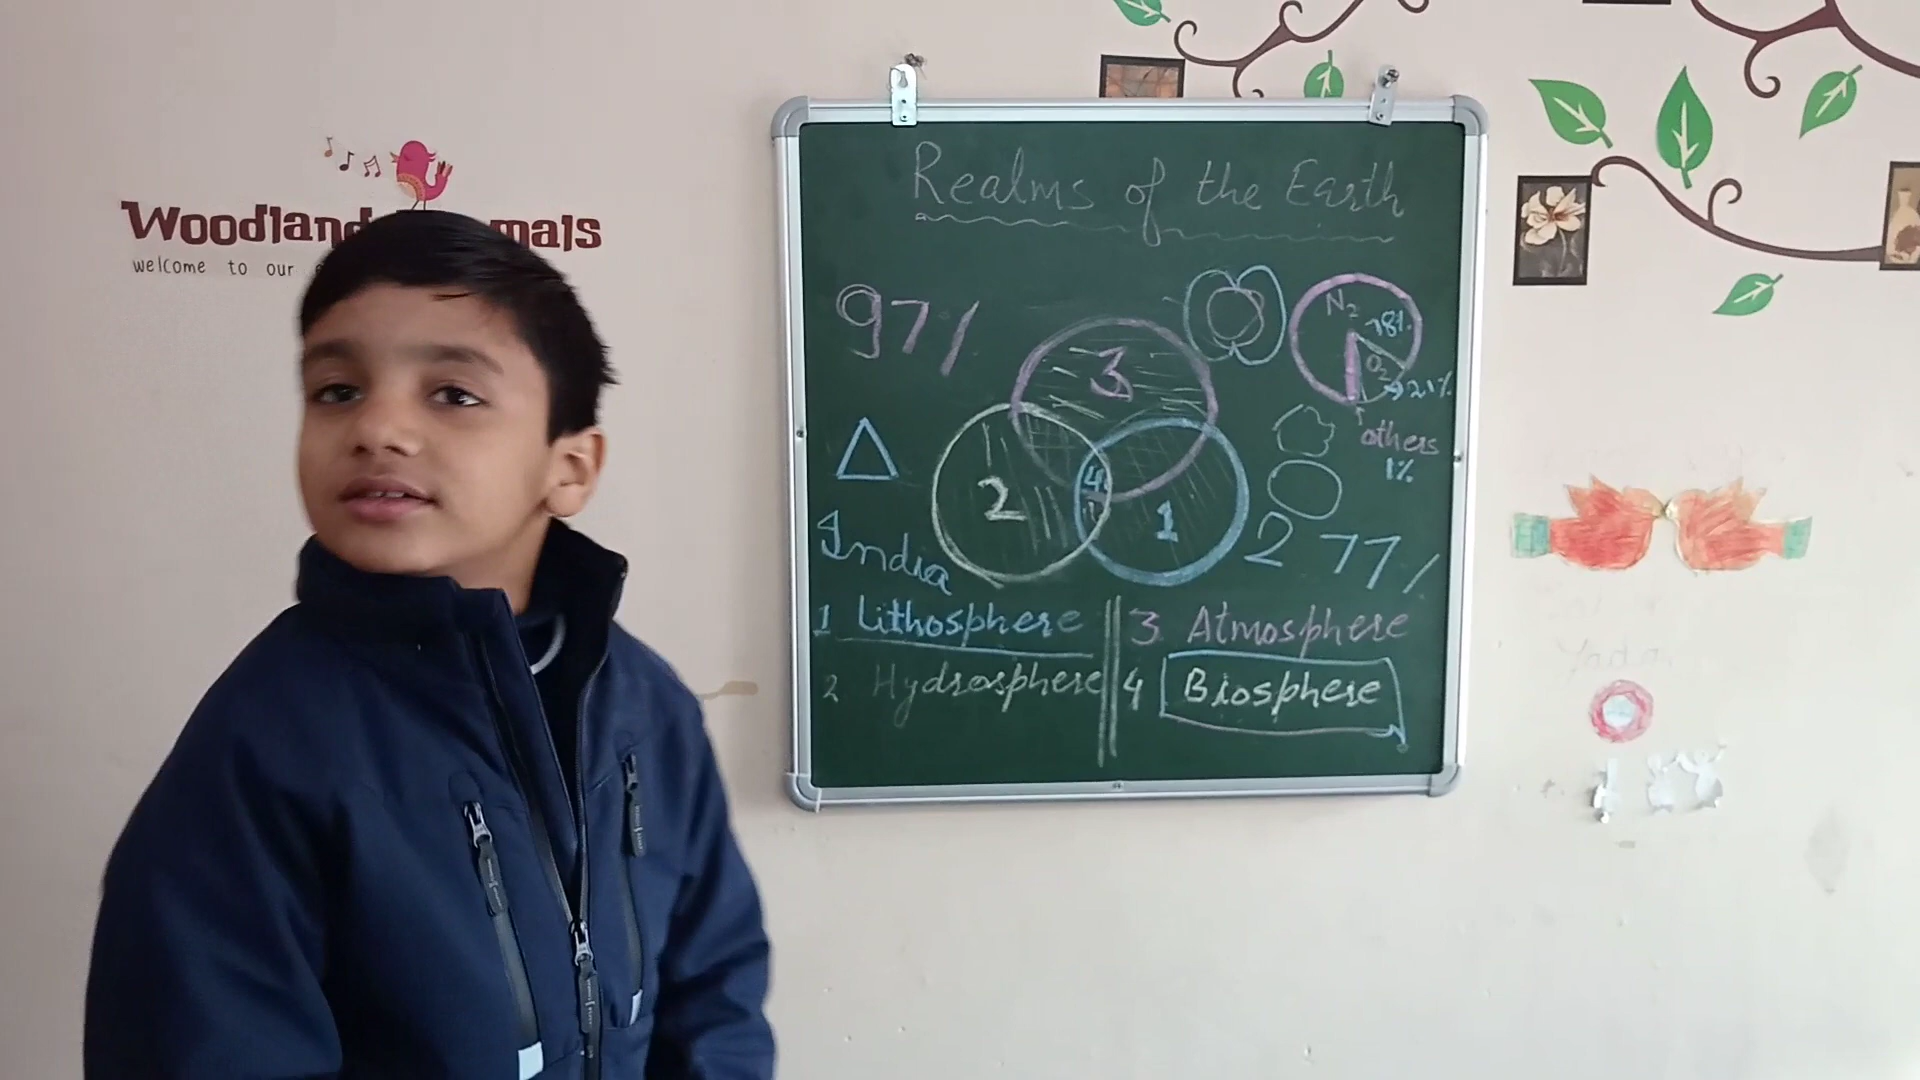 Woodland
mals
welcome to our
Realms of the Earth
97%
N2
78%
O2
21%
others
1%
3
2
4
1
India
2 77%
1 Lithosphere
2 Hydrosphere
3 Atmosphere
4 Biosphere